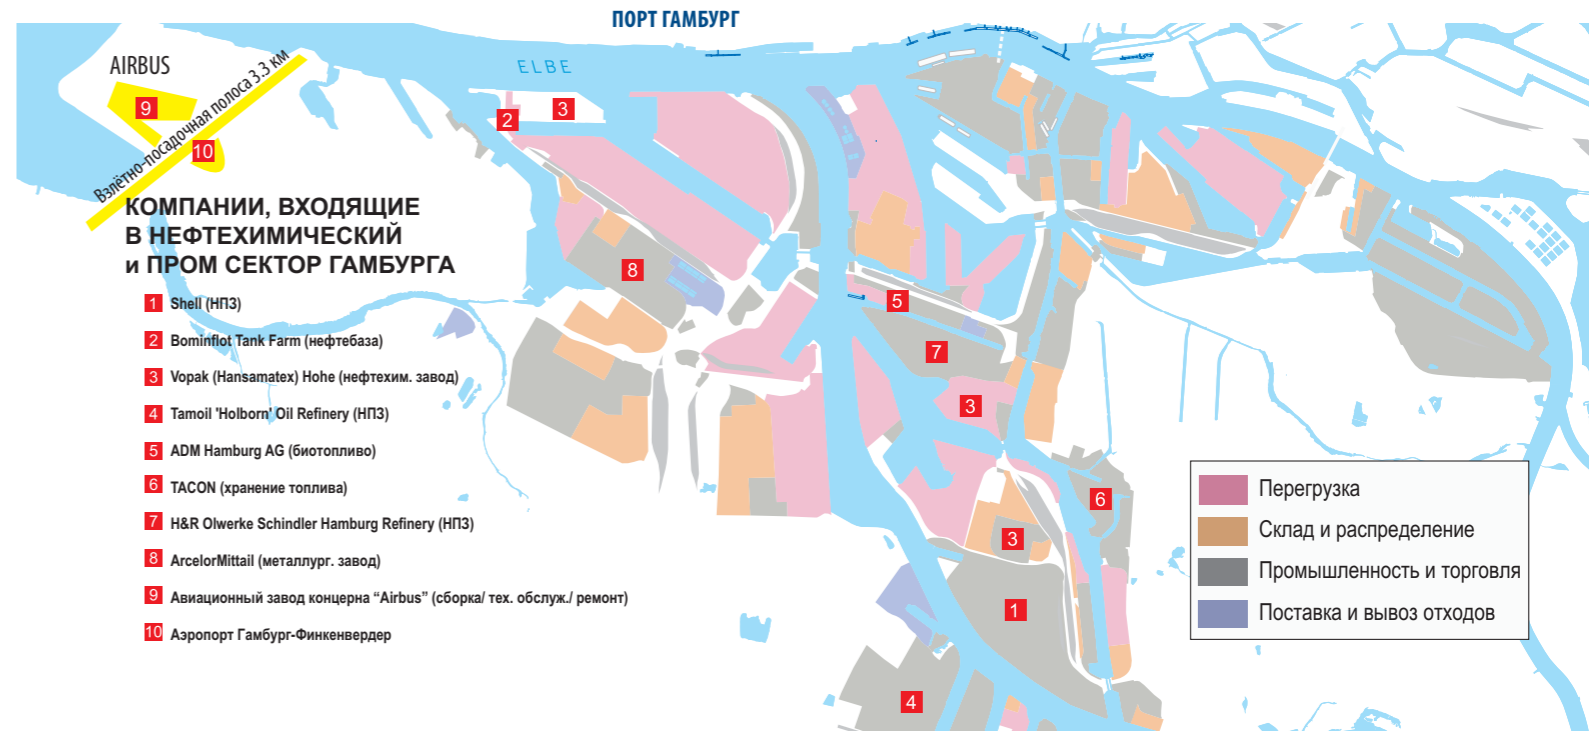 ПОРТ ГАМБУРГ
ELBE
AIRBUS
9
Взлётно-посадочная полоса 3.3 км
10
2
3
КОМПАНИИ, ВХОДЯЩИЕ
В НЕФТЕХИМИЧЕСКИЙ
и ПРОМ СЕКТОР ГАМБУРГА
1 Shell (НПЗ)
2 Bominflot Tank Farm (нефтебаза)
3 Vopak (Hansamatex) Hohe (нефтехим. завод)
4 Tamoil 'Holborn' Oil Refinery (НПЗ)
5 ADM Hamburg AG (биотопливо)
6 TACON (хранение топлива)
7 H&R Olwerke Schindler Hamburg Refinery (НПЗ)
8 ArcelorMittail (металлург. завод)
9 Авиационный завод концерна “Airbus” (сборка/ тех. обслуж./ ремонт)
10 Аэропорт Гамбург-Финкенвердер
8
5
7
3
6
3
1
4
Перегрузка
Склад и распределение
Промышленность и торговля
Поставка и вывоз отходов